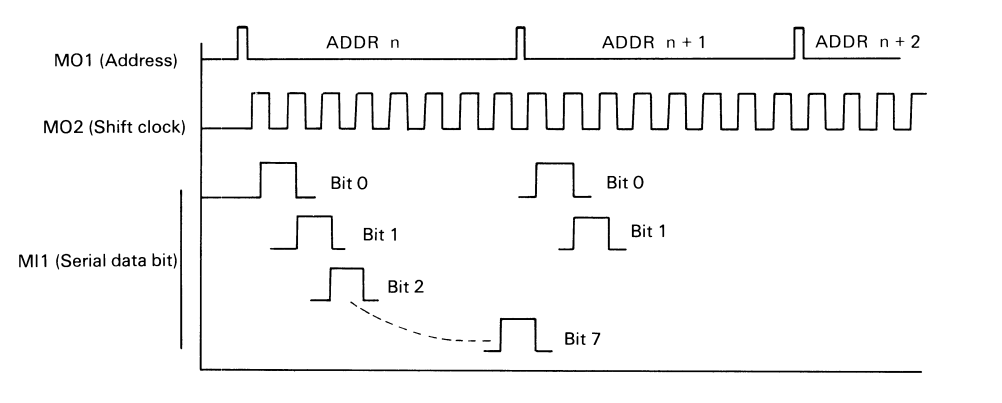 MO1 (Address)
ADDR n
ADDR n + 1
ADDR n + 2
MO2 (Shift clock)
Bit 0
Bit 0
Bit 1
Bit 1
MI1 (Serial data bit)
Bit 2
Bit 7